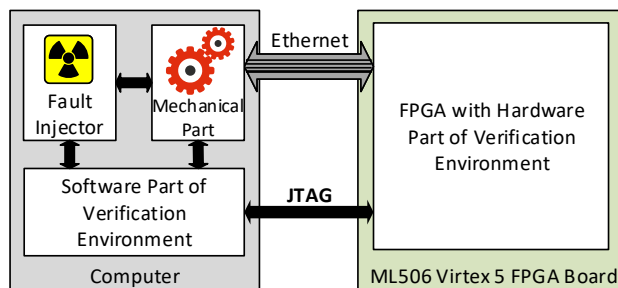 Ethernet
Fault
Injector
Mechanical
Part
FPGA with Hardware
Part of Verification
Environment
Software Part of
Verification
Environment
JTAG
Computer
ML506 Virtex 5 FPGA Board